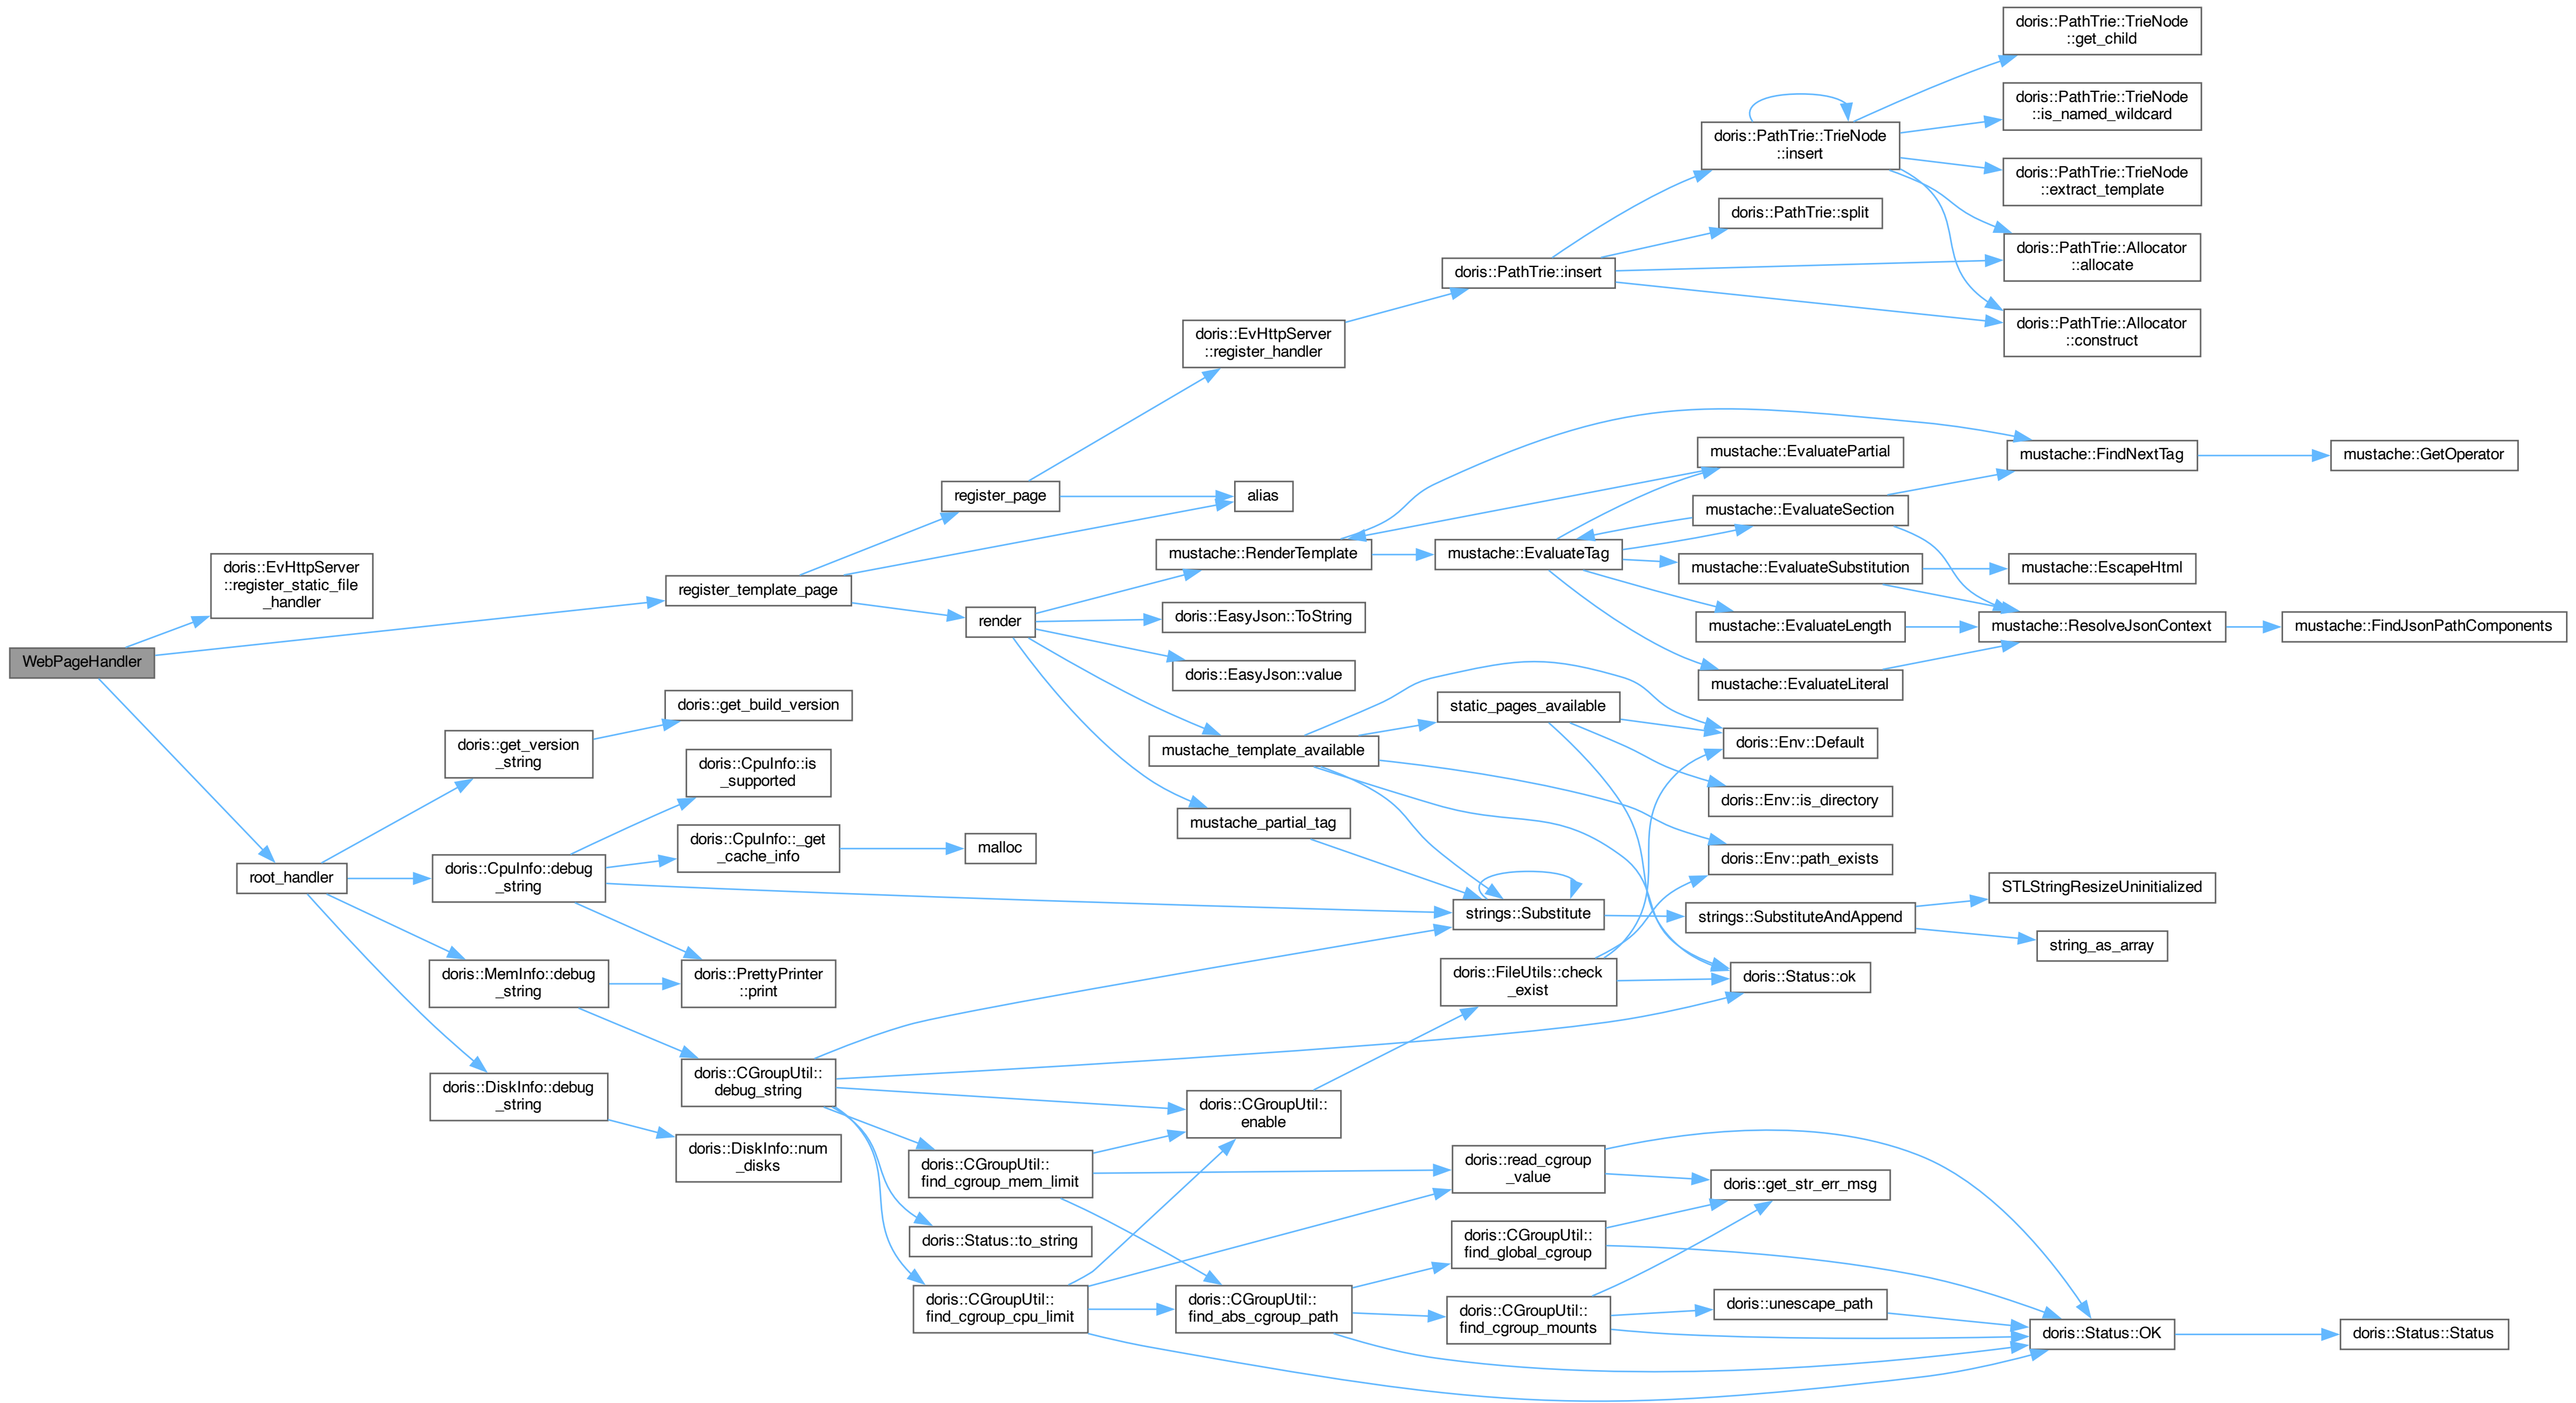 WebPageHandler
doris::EvHttpServer
::register_static_file
_handler
register_template_page
root_handler
register_page
alias
render
doris::EvHttpServer
::register_handler
doris::PathTrie::insert
doris::PathTrie::TrieNode
::insert
doris::PathTrie::split
doris::PathTrie::TrieNode
::get_child
doris::PathTrie::TrieNode
::is_named_wildcard
doris::PathTrie::TrieNode
::extract_template
doris::PathTrie::Allocator
::allocate
doris::PathTrie::Allocator
::construct
mustache::RenderTemplate
doris::EasyJson::ToString
doris::EasyJson::value
mustache_template_available
mustache_partial_tag
mustache::EvaluateTag
mustache::EvaluatePartial
mustache::EvaluateSection
mustache::EvaluateSubstitution
mustache::EvaluateLength
mustache::EvaluateLiteral
mustache::FindNextTag
mustache::GetOperator
mustache::EscapeHtml
mustache::ResolveJsonContext
mustache::FindJsonPathComponents
static_pages_available
doris::Env::Default
doris::Env::is_directory
doris::Env::path_exists
strings::Substitute
strings::SubstituteAndAppend
STLStringResizeUninitialized
string_as_array
doris::Status::ok
doris::FileUtils::check
_exist
doris::get_version
_string
doris::get_build_version
doris::CpuInfo::debug
_string
doris::CpuInfo::is
_supported
doris::CpuInfo::_get
_cache_info
malloc
doris::MemInfo::debug
_string
doris::PrettyPrinter
::print
doris::DiskInfo::debug
_string
doris::DiskInfo::num
_disks
doris::CGroupUtil::
debug_string
doris::CGroupUtil::
enable
doris::CGroupUtil::
find_cgroup_mem_limit
doris::Status::to_string
doris::CGroupUtil::
find_cgroup_cpu_limit
doris::CGroupUtil::
find_abs_cgroup_path
doris::read_cgroup
_value
doris::get_str_err_msg
doris::CGroupUtil::
find_global_cgroup
doris::CGroupUtil::
find_cgroup_mounts
doris::unescape_path
doris::Status::OK
doris::Status::Status